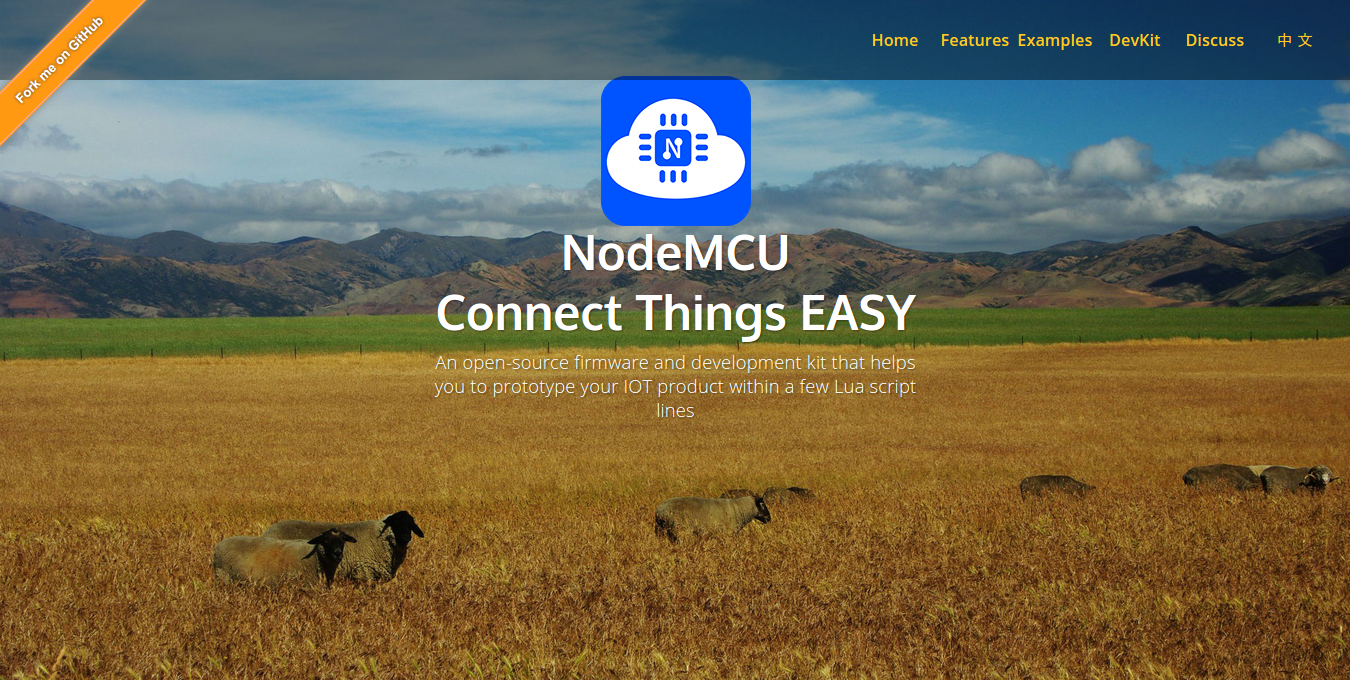 Fork me on GitHub
Home Features Examples DevKit Discuss 中文
N
NodeMCU
Connect Things EASY
An open-source firmware and development kit that helps
you to prototype your IOT product within a few Lua script
lines